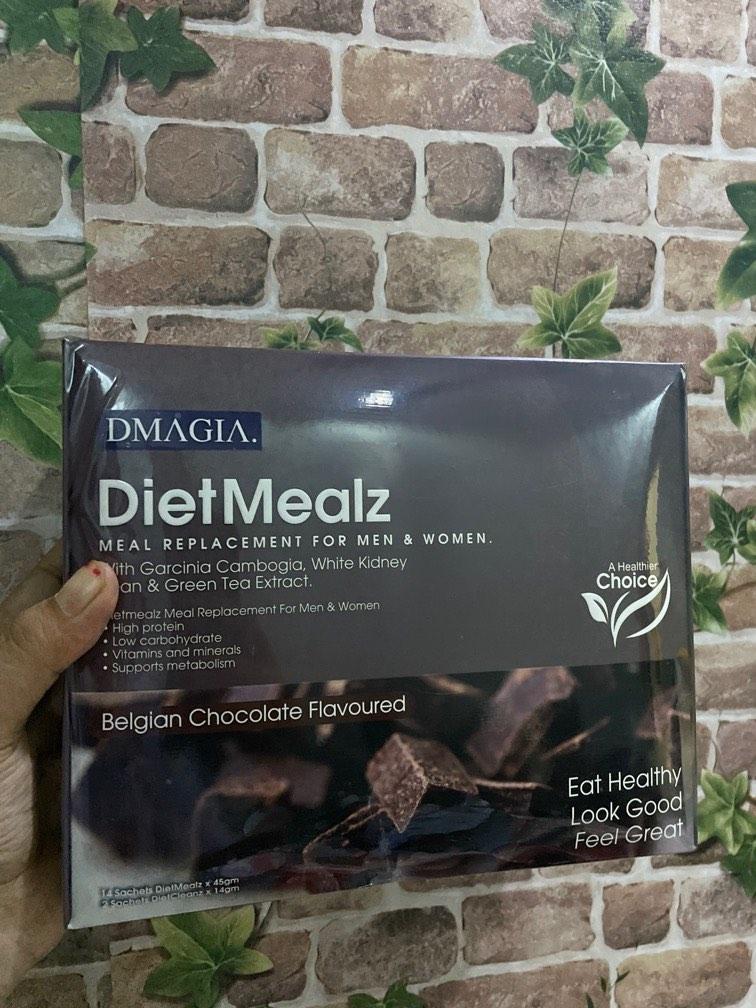 DMAGIA.
DietMealz
MEAL REPLACEMENT FOR MEN & WOMEN.
With Garcinia Cambogia, White Kidney
& Green Tea Extract.
Meal Replacement For Men & Women
• High protein
• Low carbohydrate
• Vitamins and minerals
• Supports metabolism
A Healthier
Choice
Belgian Chocolate Flavoured
Eat Healthy
Look Good
Feel Great
14 Sachets DietMealz x 45gm
2 Sachets DietCleanz x 14gm